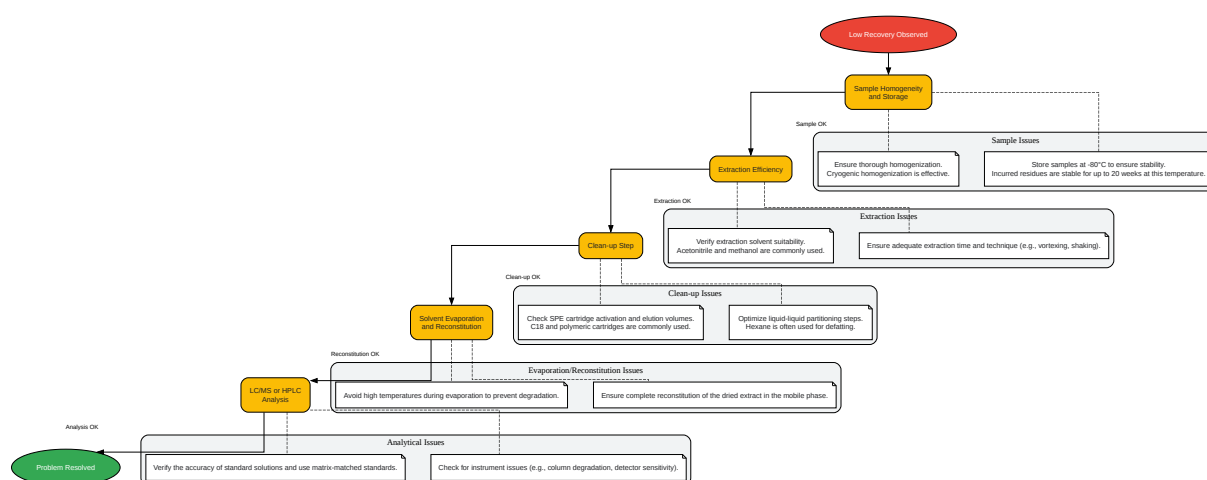 Low Recovery Observed
Sample Homogeneity
and Storage
Sample OK
Sample Issues
Ensure thorough homogenization.
Cryogenic homogenization is effective.
Store samples at -80°C to ensure stability.
Incurred residues are stable for up to 20 weeks at this temperature.
Extraction Efficiency
Extraction OK
Extraction Issues
Verify extraction solvent suitability.
Acetonitrile and methanol are commonly used.
Ensure adequate extraction time and technique (e.g., vortexing, shaking).
Clean-up Step
Clean-up OK
Clean-up Issues
Check SPE cartridge activation and elution volumes.
C18 and polymeric cartridges are commonly used.
Optimize liquid-liquid partitioning steps.
Hexane is often used for defatting.
Solvent Evaporation
and Reconstitution
Reconstitution OK
Evaporation/Reconstitution Issues
Avoid high temperatures during evaporation to prevent degradation.
Ensure complete reconstitution of the dried extract in the mobile phase.
LC/MS or HPLC
Analysis
Analysis OK
Analytical Issues
Verify the accuracy of standard solutions and use matrix-matched standards.
Check for instrument issues (e.g., column degradation, detector sensitivity).
Problem Resolved